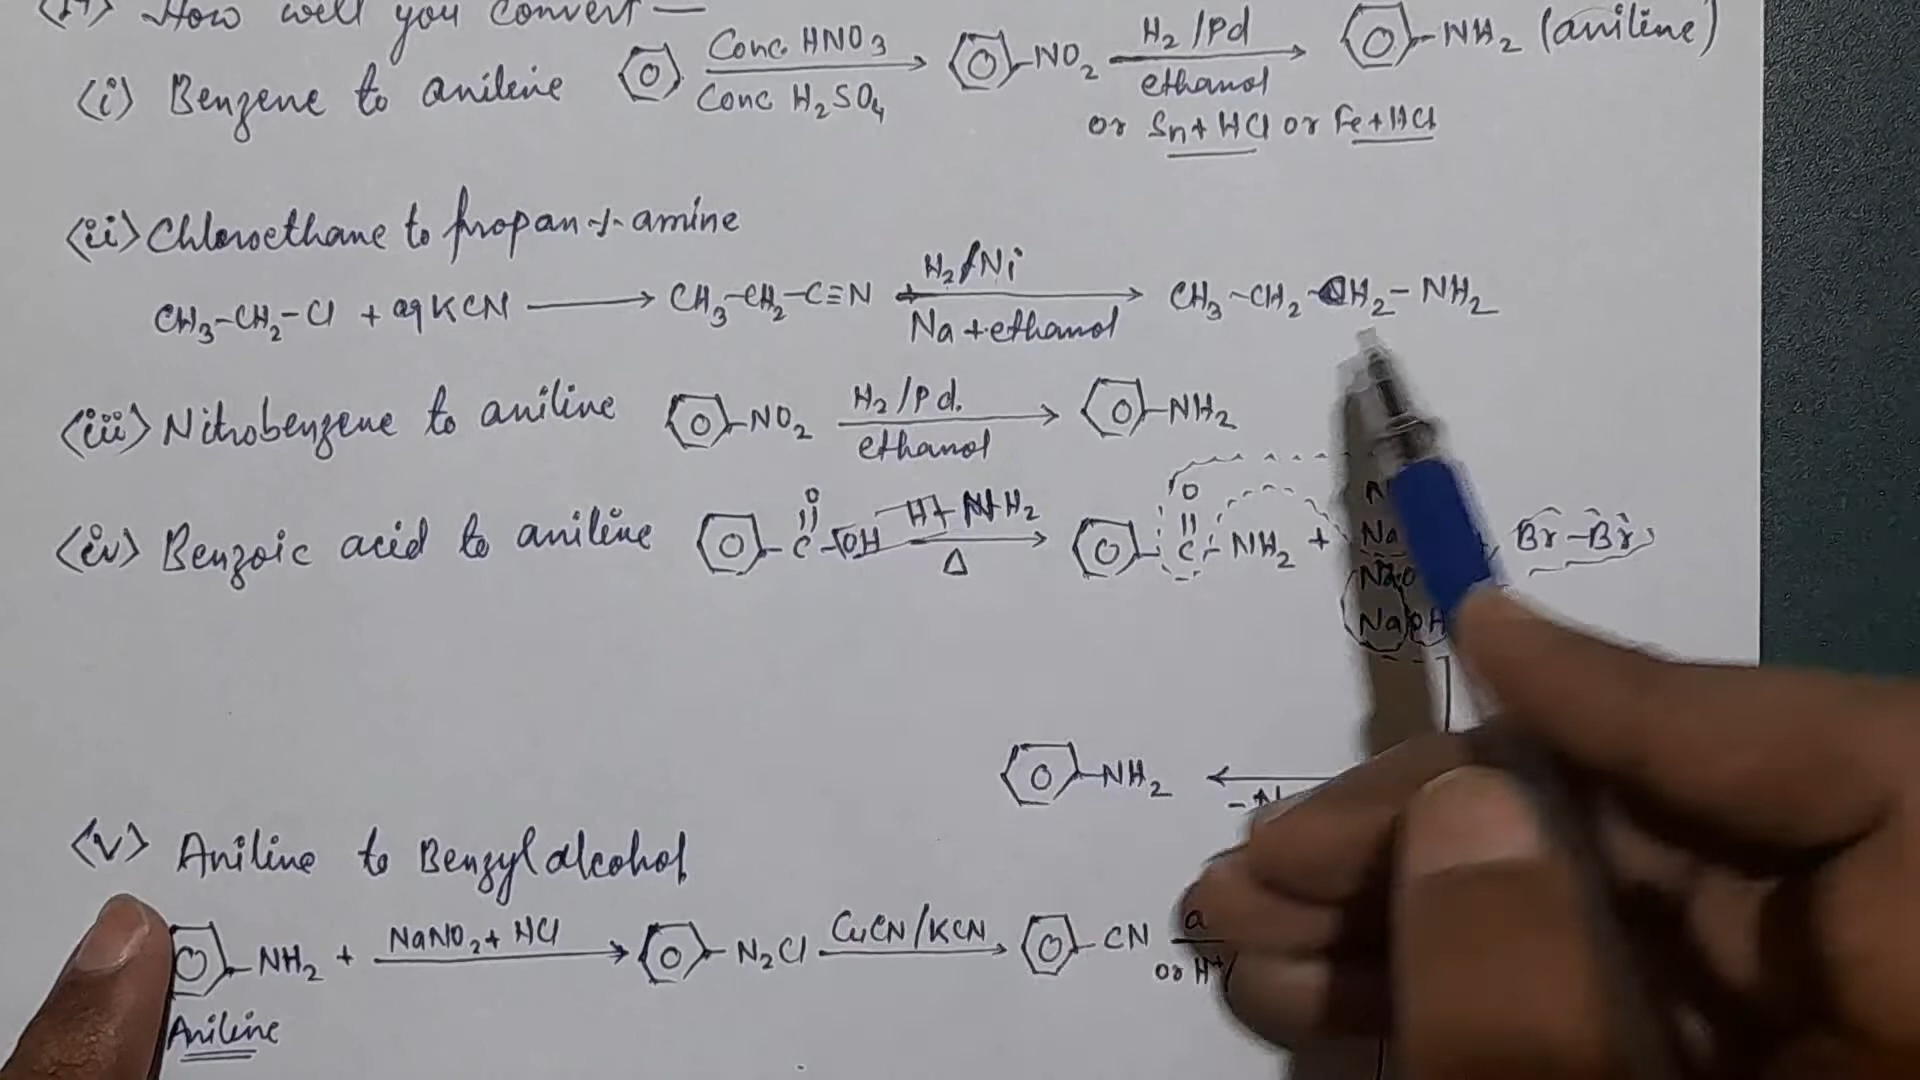 How will you convert —
(i) Benzene to aniline
Conc. HNO3
Conc H2SO4
-NO2
H2/Pd
ethanol
or Sn+HCl or Fe+HCl
-NH2 (aniline)
(ii) Chloroethane to propan-1-amine
CH3-CH2-Cl + aq KCN ⟶ CH3-CH2-C≡N
H2/Ni
Na + ethanol
CH3-CH2-CH2-NH2
(iii) Nitrobenzene to aniline
-NO2
H2/Pd.
ethanol
-NH2
(iv) Benzoic acid to aniline
O
C-OH
H-NH2
Δ
O
C-NH2 +
Na
Br-Br
Na
-NH2
(v) Aniline to Benzyl alcohol
-NH2 +
NaNO2 + HCl
-N2Cl
CuCN/KCN
-CN
or H+
Aniline